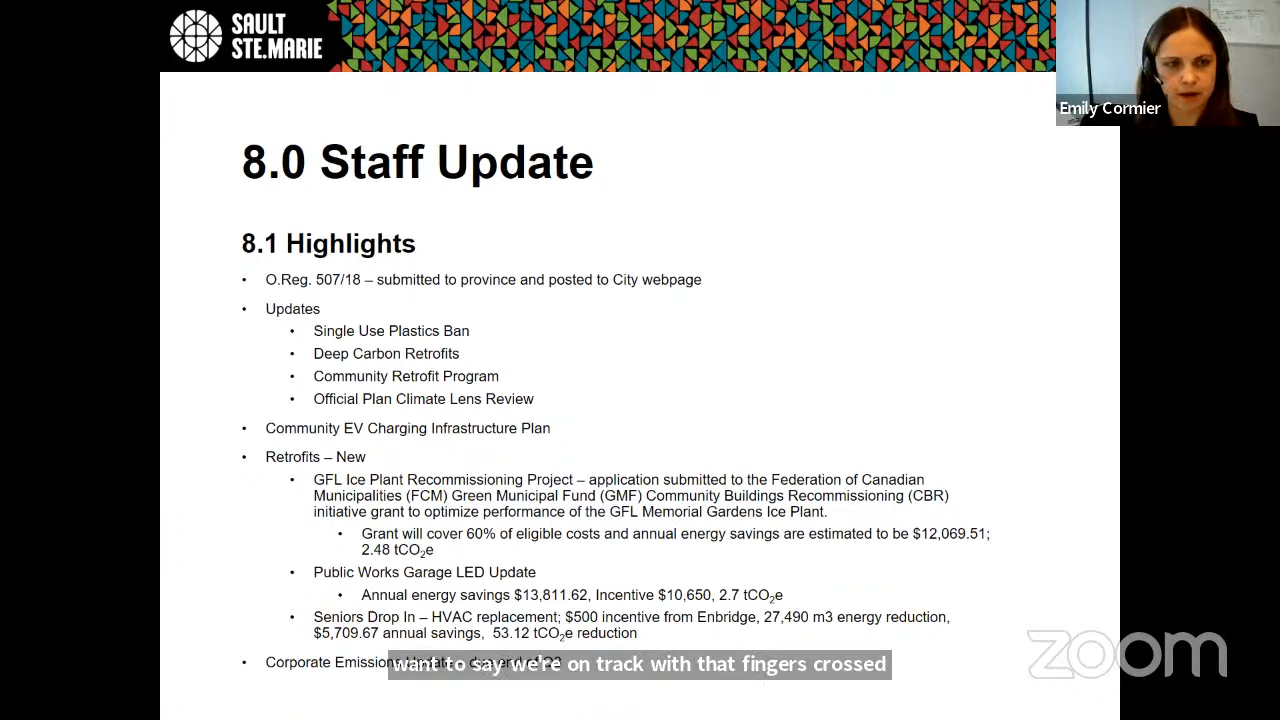 SAULT
STE.MARIE
Emily Cormier
8.0 Staff Update
8.1 Highlights
• O.Reg. 507/18 – submitted to province and posted to City webpage
• Updates
• Single Use Plastics Ban
• Deep Carbon Retrofits
• Community Retrofit Program
• Official Plan Climate Lens Review
• Community EV Charging Infrastructure Plan
• Retrofits – New
• GFL Ice Plant Recommissioning Project – application submitted to the Federation of Canadian
Municipalities (FCM) Green Municipal Fund (GMF) Community Buildings Recommissioning (CBR)
initiative grant to optimize performance of the GFL Memorial Gardens Ice Plant.
• Grant will cover 60% of eligible costs and annual energy savings are estimated to be $12,069.51;
2.48 tCO2e
• Public Works Garage LED Update
• Annual energy savings $13,811.62, Incentive $10,650, 2.7 tCO2e
• Seniors Drop In – HVAC replacement; $500 incentive from Enbridge, 27,490 m3 energy reduction,
$5,709.67 annual savings, 53.12 tCO2e reduction
• Corporate Emissions
want to say we're on track with that fingers crossed
zoom